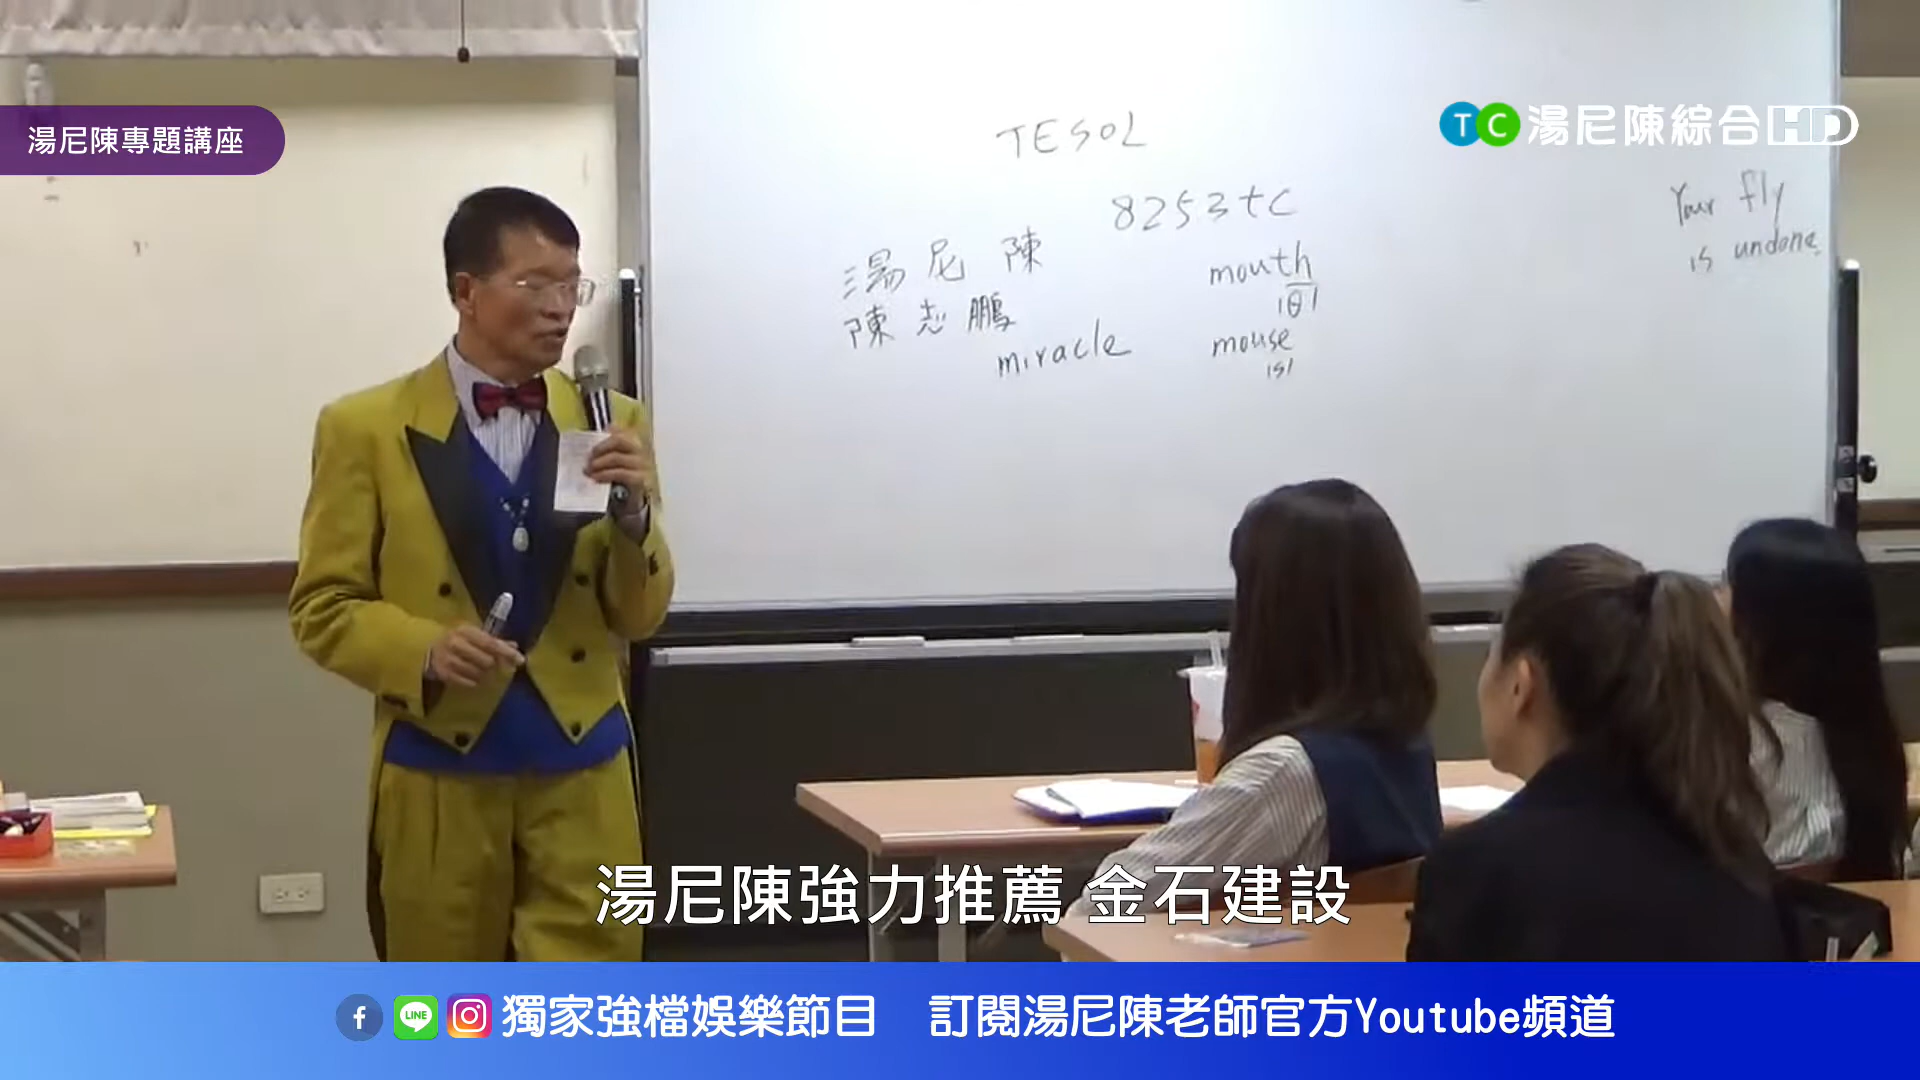 湯尼陳專題講座
TC湯尼陳綜合HD
TESOL
8253tc
湯尼陳
陳志鵬
miracle
mouth
|θ|
mouse
|s|
Your fly
is undone.
湯尼陳強力推薦 金石建設
f LINE 獨家強檔娛樂節目 訂閱湯尼陳老師官方Youtube頻道